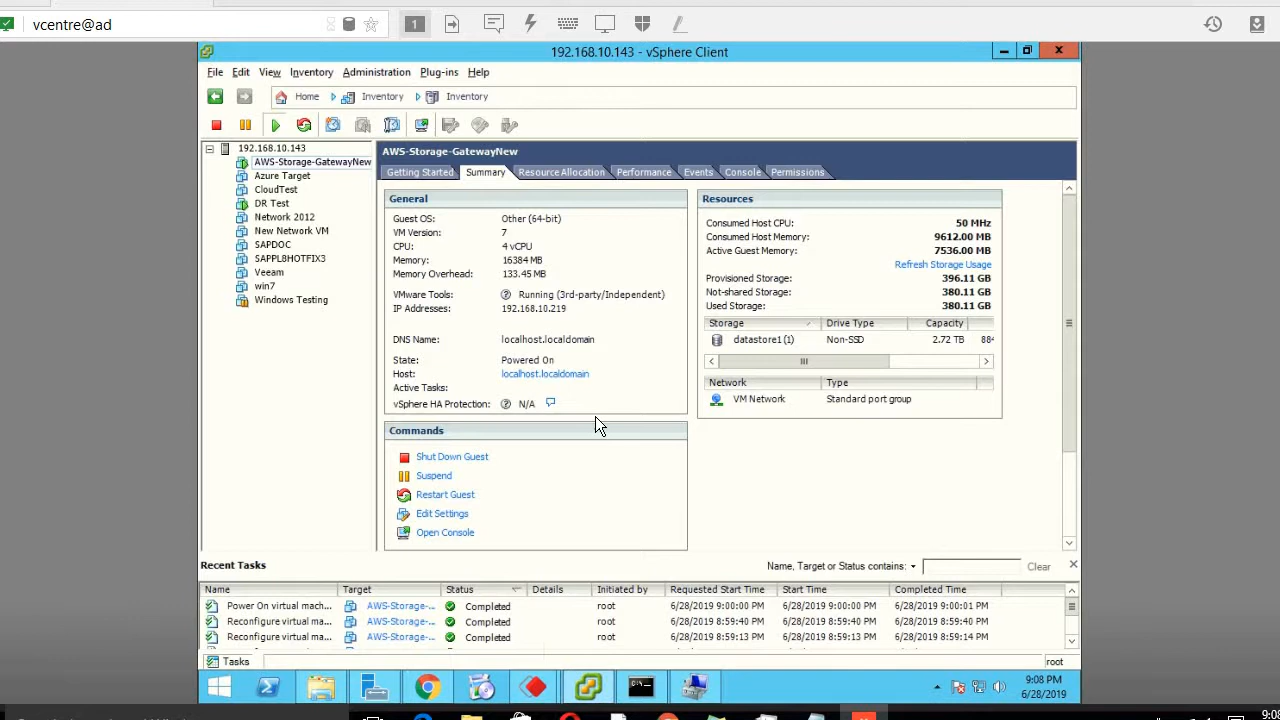 vcentre@ad
1
192.168.10.143 - vSphere Client
File Edit View Inventory Administration Plug-ins Help
Home Inventory Inventory
192.168.10.143
AWS-Storage-GatewayNew
Azure Target
CloudTest
DR Test
Network 2012
New Network VM
SAPDOC
SAPPL8HOTFIX3
Veeam
win7
Windows Testing
AWS-Storage-GatewayNew
Getting Started Summary Resource Allocation Performance Events Console Permissions
General
Guest OS: Other (64-bit)
VM Version: 7
CPU: 4 vCPU
Memory: 16384 MB
Memory Overhead: 133.45 MB
VMware Tools: Running (3rd-party/Independent)
IP Addresses: 192.168.10.219
DNS Name: localhost.localdomain
State: Powered On
Host: localhost.localdomain
Active Tasks:
vSphere HA Protection: N/A
Commands
Shut Down Guest
Suspend
Restart Guest
Edit Settings
Open Console
Resources
Consumed Host CPU: 50 MHz
Consumed Host Memory: 9612.00 MB
Active Guest Memory: 7536.00 MB
Refresh Storage Usage
Provisioned Storage: 396.11 GB
Not-shared Storage: 380.11 GB
Used Storage: 380.11 GB
Storage Drive Type Capacity
datastore1 (1) Non-SSD 2.72 TB 884
Network Type
VM Network Standard port group
Recent Tasks
Name, Target or Status contains: Clear
Name Target Status Details Initiated by Requested Start Time Start Time Completed Time
Power On virtual mach... AWS-Storage-... Completed root 6/28/2019 9:00:00 PM 6/28/2019 9:00:00 PM 6/28/2019 9:00:01 PM
Reconfigure virtual ma... AWS-Storage-... Completed root 6/28/2019 8:59:40 PM 6/28/2019 8:59:40 PM 6/28/2019 8:59:40 PM
Reconfigure virtual ma... AWS-Storage-... Completed root 6/28/2019 8:59:13 PM 6/28/2019 8:59:13 PM 6/28/2019 8:59:14 PM
Tasks root
9:08 PM
6/28/2019